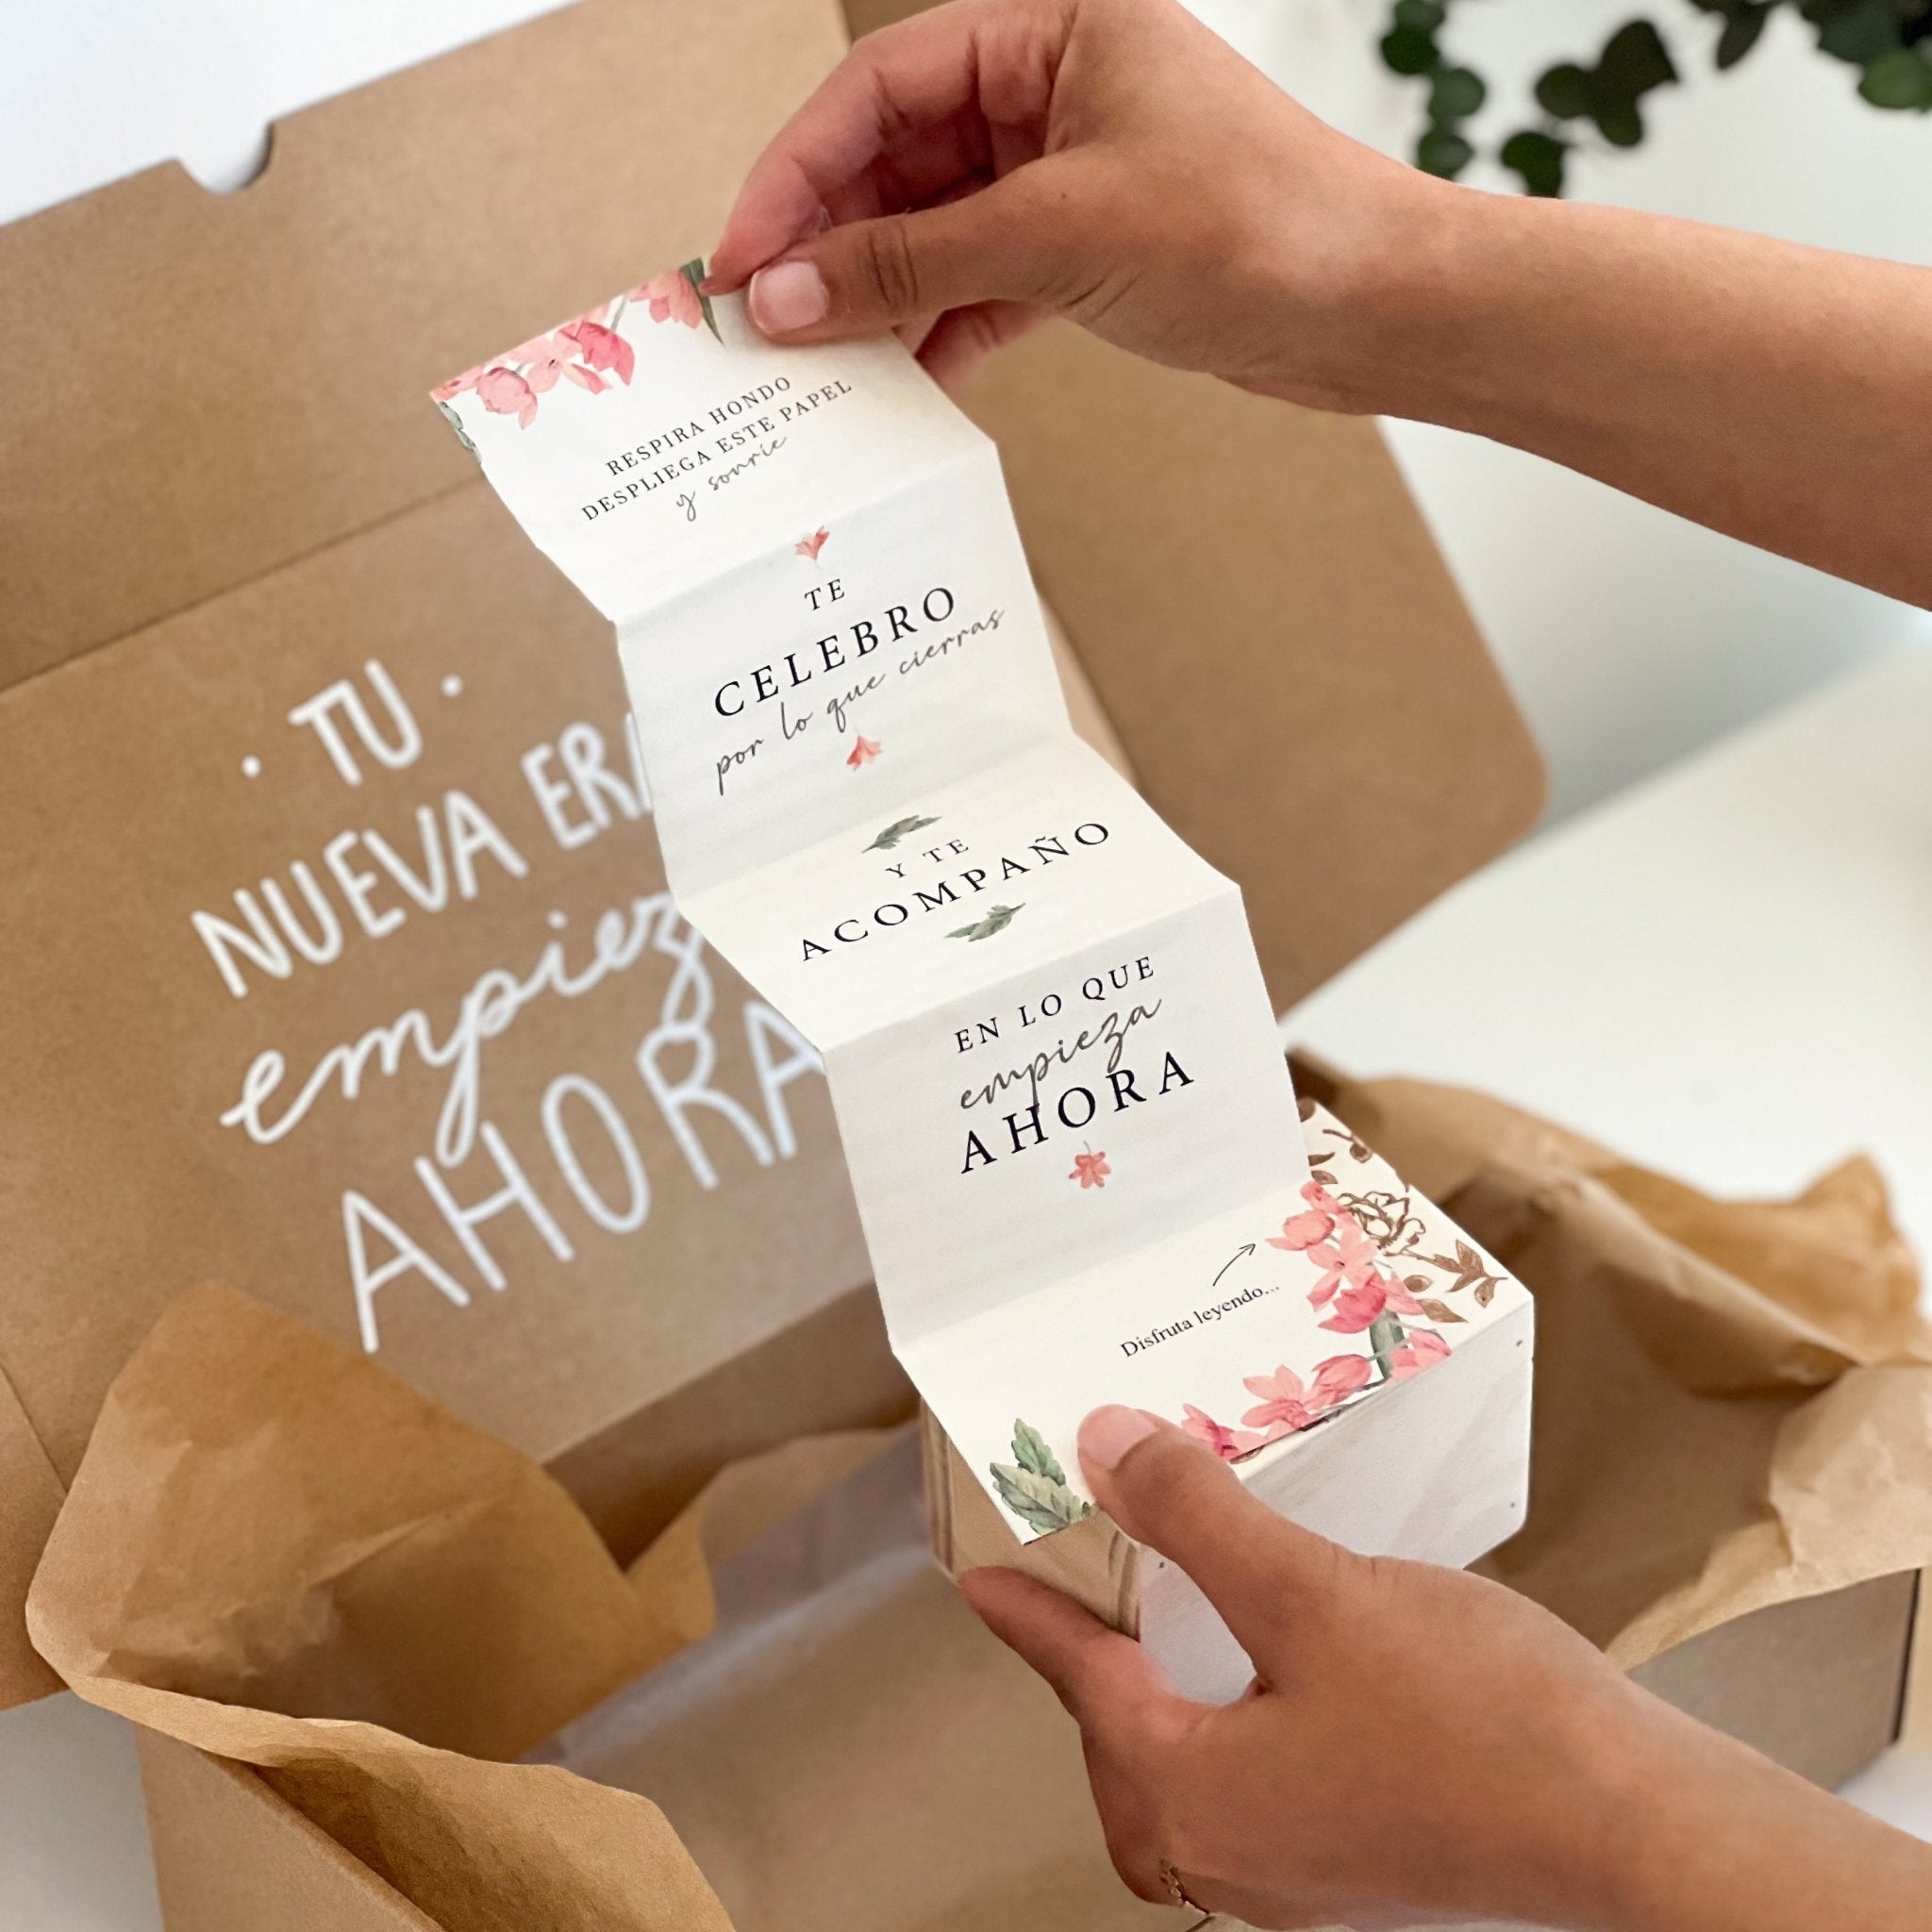 RESPIRA HONDO
DESPLIEGA ESTE PAPEL
y sonríe
TE
CELEBRO
por lo que cierras
Y TE
ACOMPAÑO
EN LO QUE
empieza
AHORA
Disfruta leyendo...
· TU ·
NUEVA ERA
empieza
AHORA